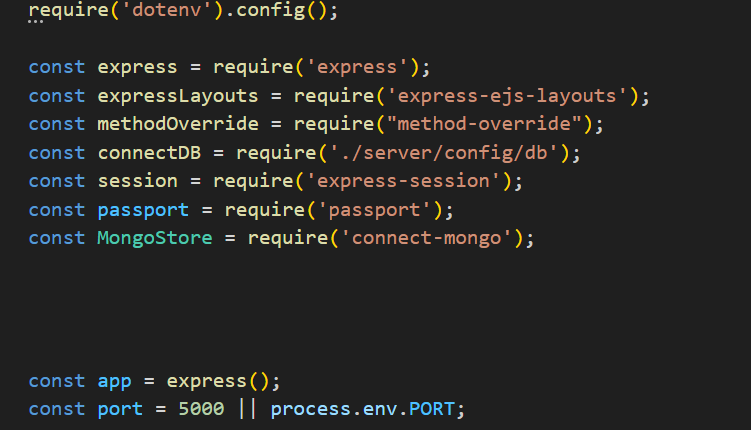 require('dotenv').config();
const express = require('express');
const expressLayouts = require('express-ejs-layouts');
const methodOverride = require("method-override");
const connectDB = require('./server/config/db');
const session = require('express-session');
const passport = require('passport');
const MongoStore = require('connect-mongo');
const app = express();
const port = 5000 || process.env.PORT;